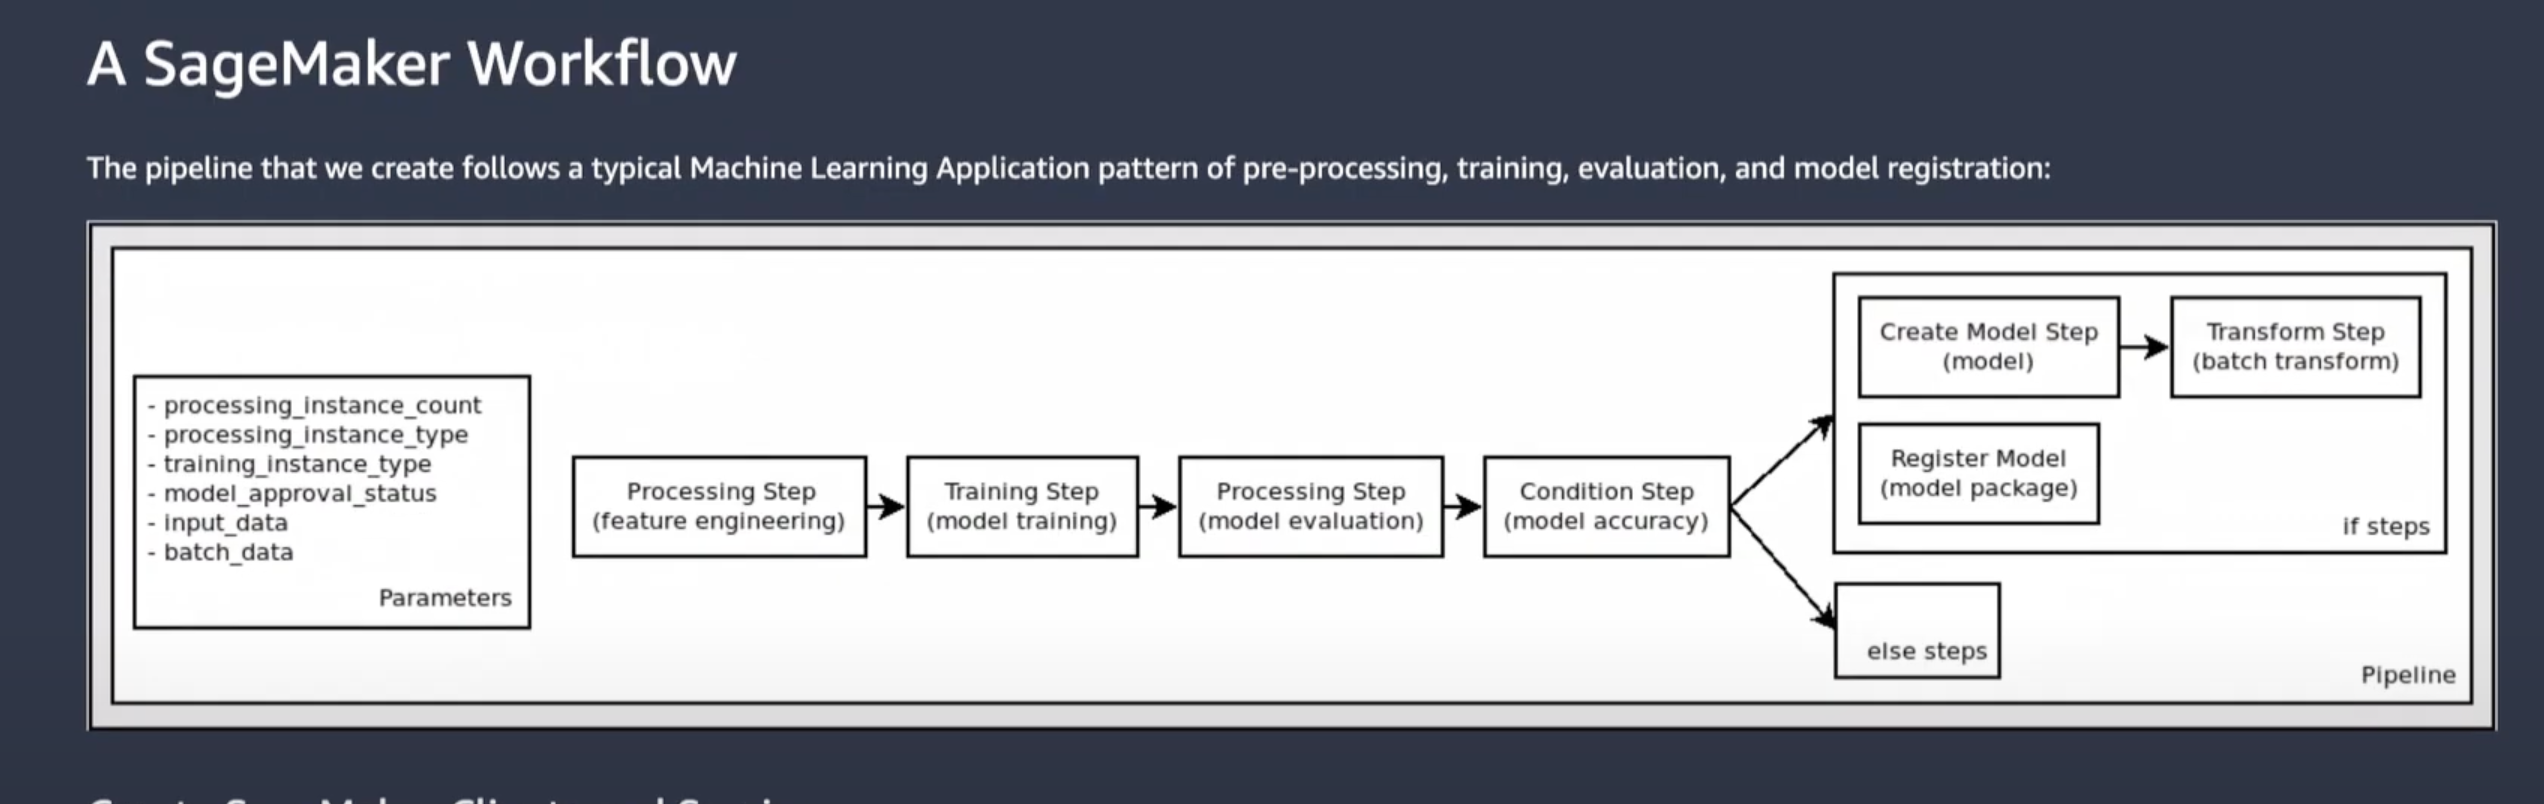 A SageMaker Workflow
The pipeline that we create follows a typical Machine Learning Application pattern of pre-processing, training, evaluation, and model registration:
- processing_instance_count
- processing_instance_type
- training_instance_type
- model_approval_status
- input_data
- batch_data
Parameters
Processing Step
(feature engineering)
Training Step
(model training)
Processing Step
(model evaluation)
Condition Step
(model accuracy)
Create Model Step
(model)
Transform Step
(batch transform)
Register Model
(model package)
if steps
else steps
Pipeline